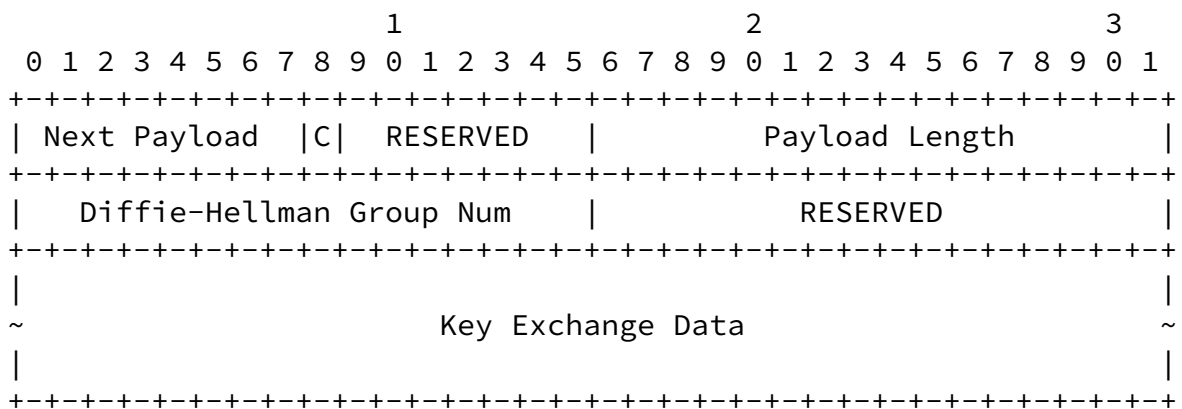 1                   2                   3
 0 1 2 3 4 5 6 7 8 9 0 1 2 3 4 5 6 7 8 9 0 1 2 3 4 5 6 7 8 9 0 1
+-+-+-+-+-+-+-+-+-+-+-+-+-+-+-+-+-+-+-+-+-+-+-+-+-+-+-+-+-+-+-+-+
| Next Payload  |C|  RESERVED   |         Payload Length        |
+-+-+-+-+-+-+-+-+-+-+-+-+-+-+-+-+-+-+-+-+-+-+-+-+-+-+-+-+-+-+-+-+
|   Diffie-Hellman Group Num    |           RESERVED            |
+-+-+-+-+-+-+-+-+-+-+-+-+-+-+-+-+-+-+-+-+-+-+-+-+-+-+-+-+-+-+-+-+
|                                                               |
~                       Key Exchange Data                       ~
|                                                               |
+-+-+-+-+-+-+-+-+-+-+-+-+-+-+-+-+-+-+-+-+-+-+-+-+-+-+-+-+-+-+-+-+